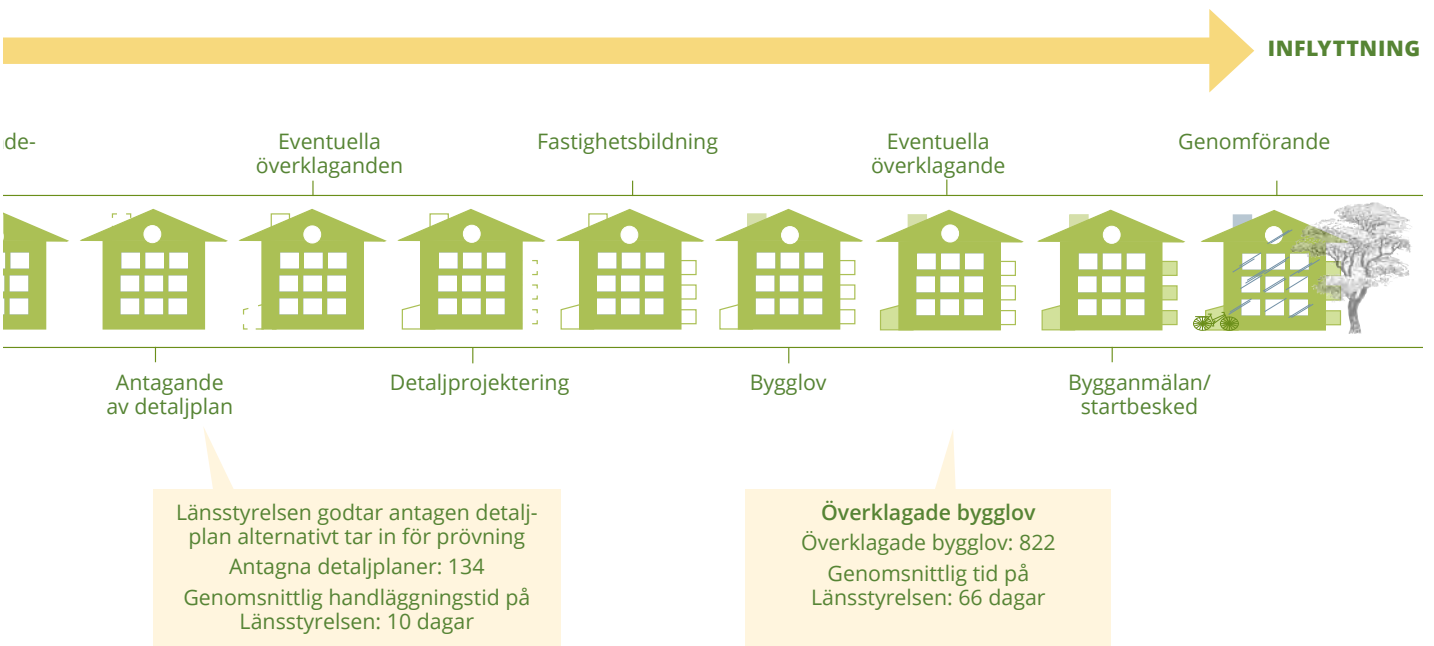 INFLYTTNING
de-
Eventuella
överklaganden
Fastighetsbildning
Eventuella
överklagande
Genomförande
Antagande
av detaljplan
Detaljprojektering
Bygglov
Bygganmälan/
startbesked
Länsstyrelsen godtar antagen detalj-
plan alternativt tar in för prövning
Antagna detaljplaner: 134
Genomsnittlig handläggningstid på
Länsstyrelsen: 10 dagar
Överklagade bygglov
Överklagade bygglov: 822
Genomsnittlig tid på
Länsstyrelsen: 66 dagar